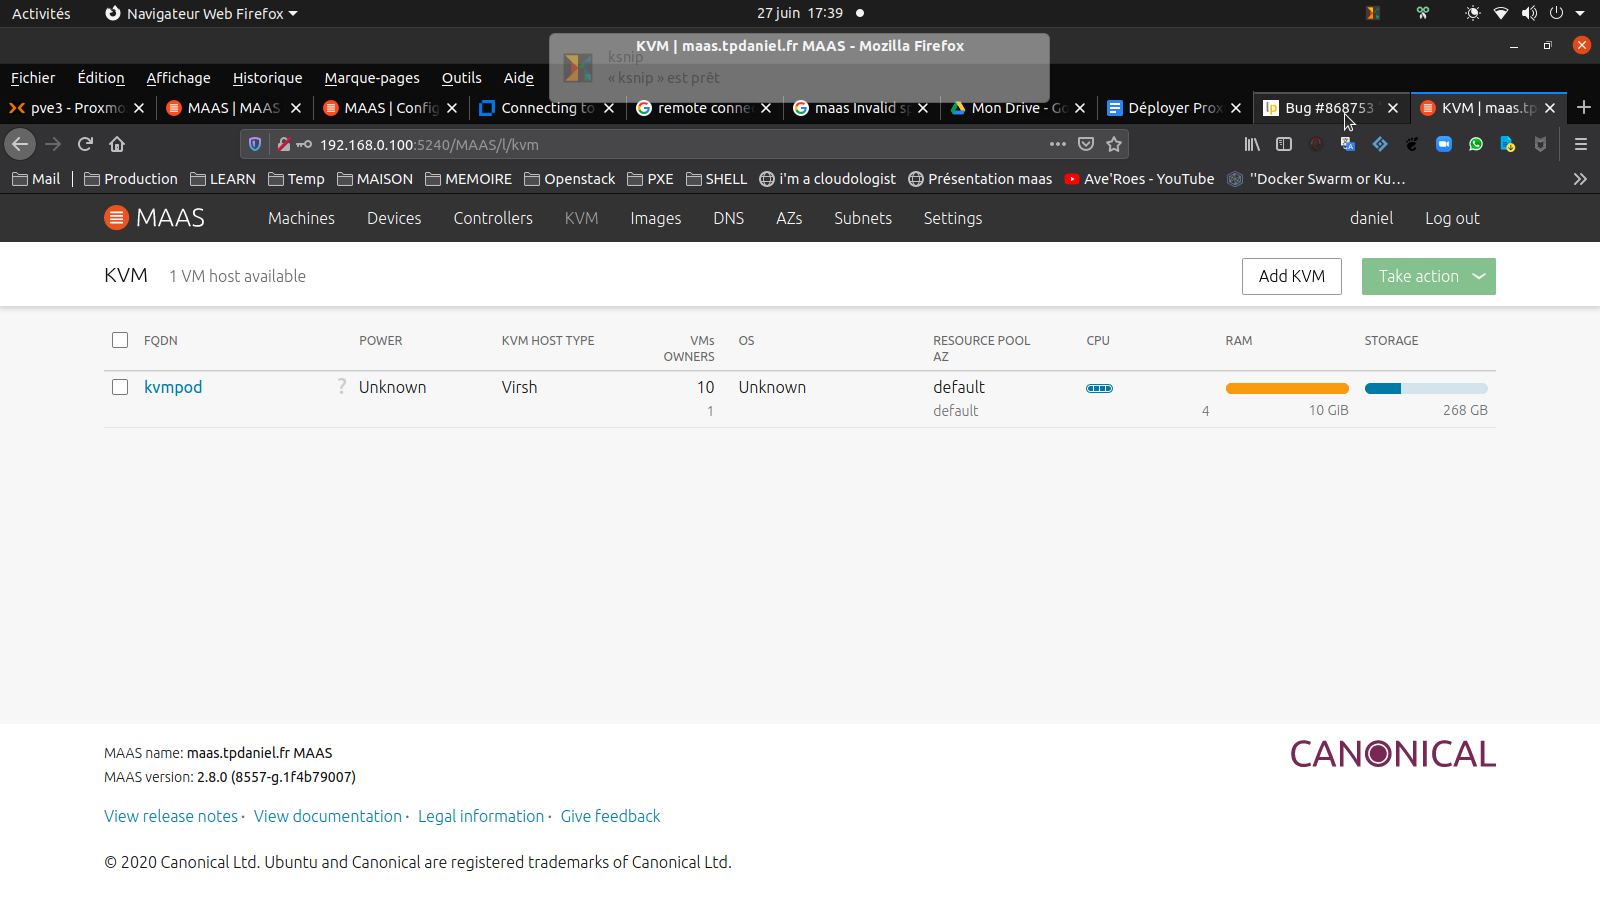 Activités
Navigateur Web Firefox
27 juin 17:39
KVM | maas.tpdaniel.fr MAAS - Mozilla Firefox
ksnip
« ksnip » est prêt
Fichier Édition Affichage Historique Marque-pages Outils Aide
pve3 - Proxmo
MAAS | MAAS
MAAS | Config
Connecting to
remote conne
maas Invalid sp
Mon Drive - Go
Déployer Prox
Bug #868753
KVM | maas.tp
192.168.0.100:5240/MAAS/l/kvm
Mail | Production LEARN Temp MAISON MEMOIRE Openstack PXE SHELL i'm a cloudologist Présentation maas Ave'Roes - YouTube "Docker Swarm or Ku…
MAAS Machines Devices Controllers KVM Images DNS AZs Subnets Settings daniel Log out
KVM 1 VM host available Add KVM Take action
FQDN POWER KVM HOST TYPE VMs OS RESOURCE POOL CPU RAM STORAGE
OWNERS AZ
kvmpod ? Unknown Virsh 10 Unknown default
1 default 4 10 GiB 268 GB
MAAS name: maas.tpdaniel.fr MAAS
CANONICAL
MAAS version: 2.8.0 (8557-g.1f4b79007)
View release notes · View documentation · Legal information · Give feedback
© 2020 Canonical Ltd. Ubuntu and Canonical are registered trademarks of Canonical Ltd.